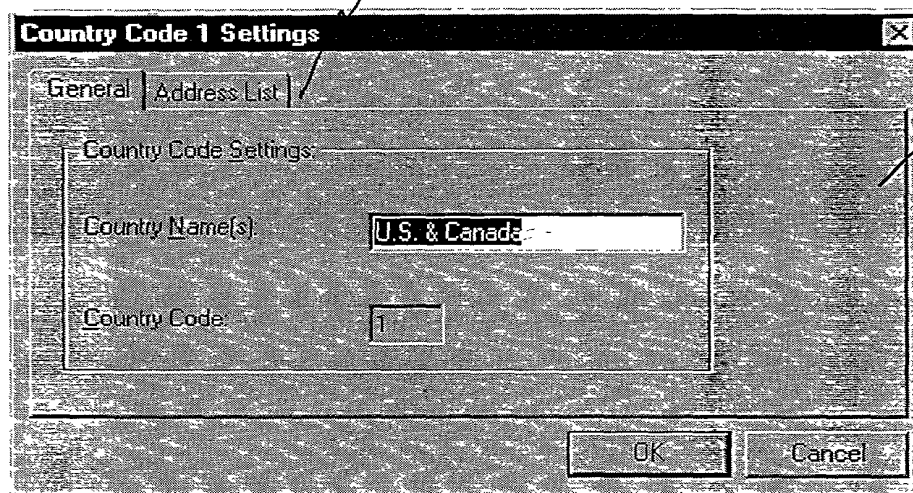 Country Code 1 Settings
General Address List
Country Code Settings:
Country Name(s): U.S. & Canada
Country Code: 1
OK Cancel